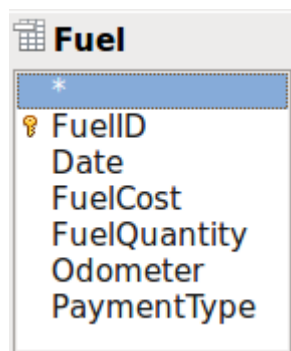 Fuel
*
FuelID
Date
FuelCost
FuelQuantity
Odometer
PaymentType